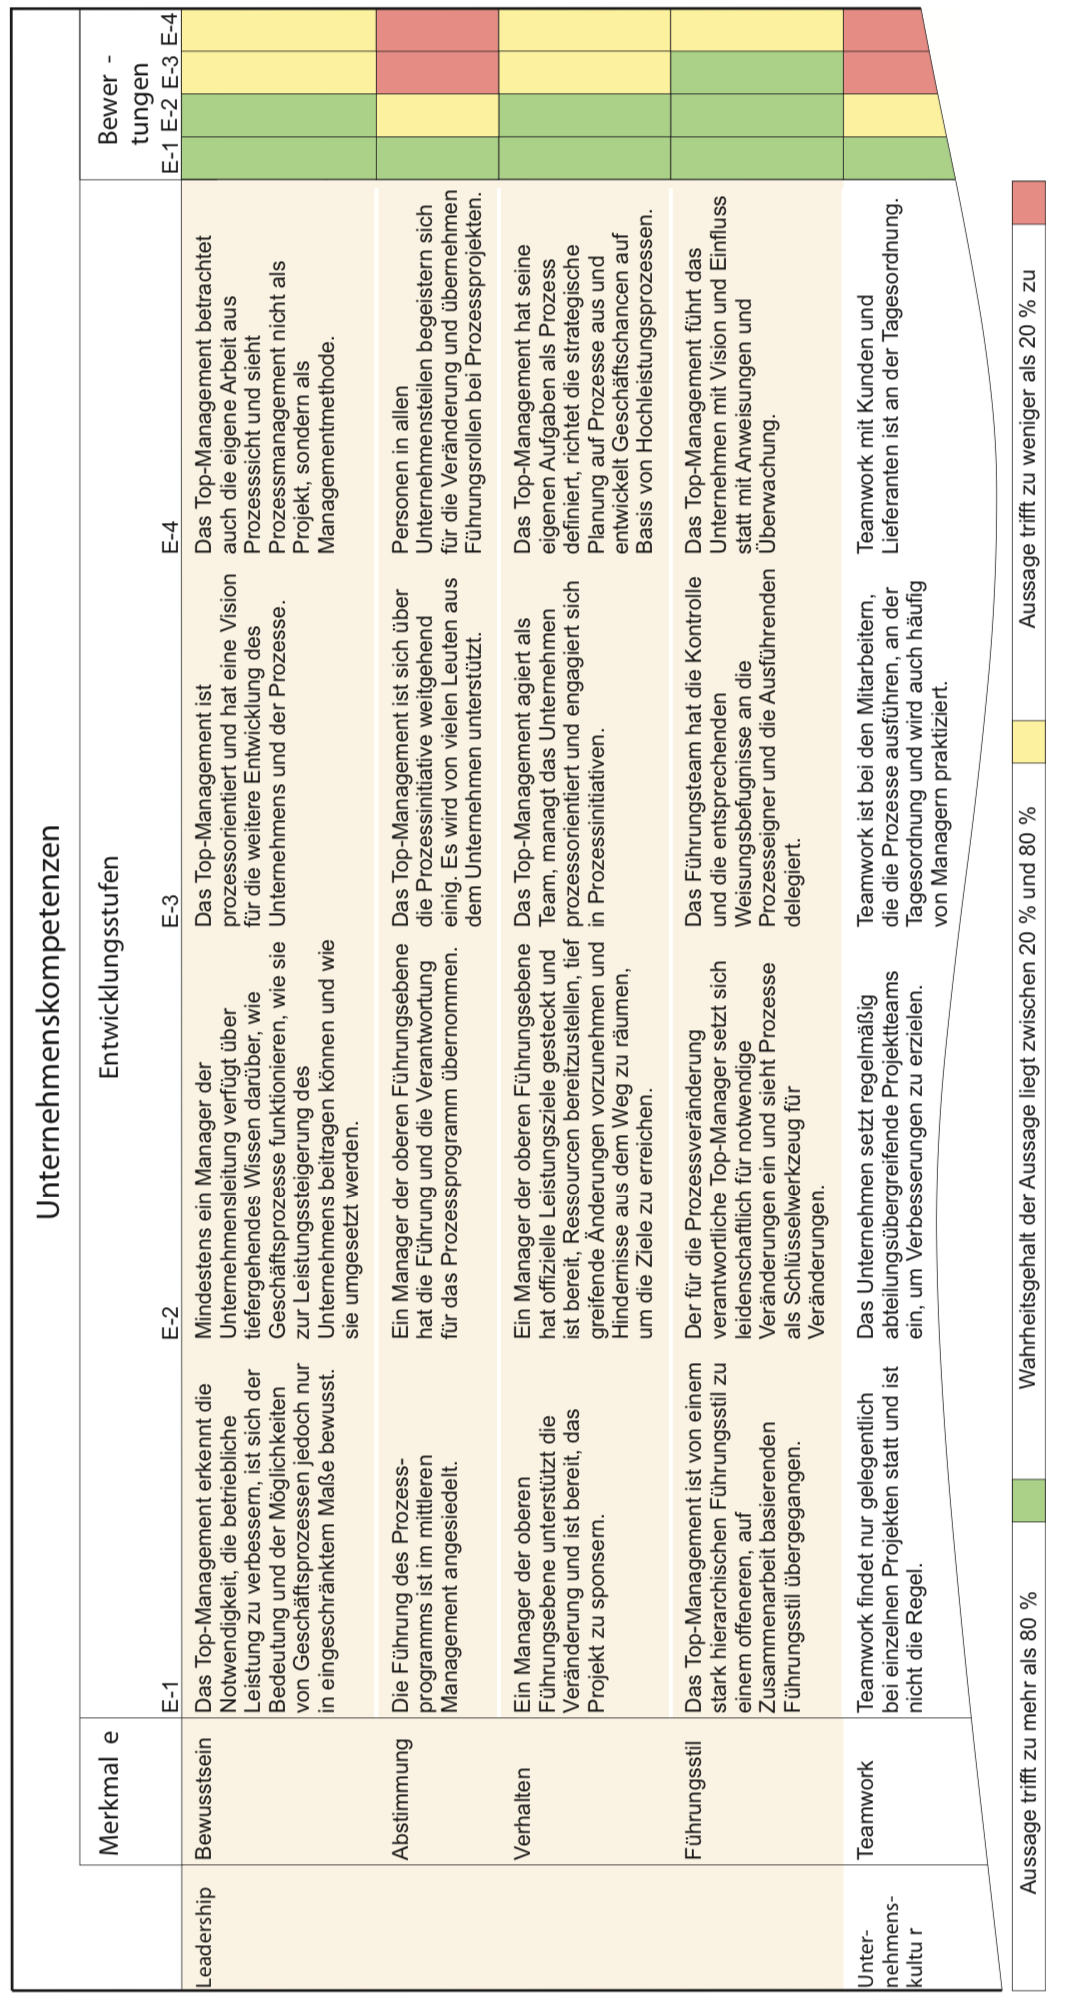 Unternehmenskompetenzen
Merkmal e
Entwicklungsstufen
Bewer -
tungen
E-1
E-2
E-3
E-4
E-1 E-2 E-3 E-4
Leadership
Bewusstsein
Das Top-Management erkennt die
Notwendigkeit, die betriebliche
Leistung zu verbessern, ist sich der
Bedeutung und der Möglichkeiten
von Geschäftsprozessen jedoch nur
in eingeschränktem Maße bewusst.
Mindestens ein Manager der
Unternehmensleitung verfügt über
tiefergehendes Wissen darüber, wie
Geschäftsprozesse funktionieren, wie sie
zur Leistungssteigerung des
Unternehmens beitragen können und wie
sie umgesetzt werden.
Das Top-Management ist
prozessorientiert und hat eine Vision
für die weitere Entwicklung des
Unternehmens und der Prozesse.
Das Top-Management betrachtet
auch die eigene Arbeit aus
Prozesssicht und sieht
Prozessmanagement nicht als
Projekt, sondern als
Managementmethode.
Abstimmung
Die Führung des Prozess-
programms ist im mittleren
Management angesiedelt.
Ein Manager der oberen Führungsebene
hat die Führung und die Verantwortung
für das Prozessprogramm übernommen.
Das Top-Management ist sich über
die Prozessinitiative weitgehend
einig. Es wird von vielen Leuten aus
dem Unternehmen unterstützt.
Personen in allen
Unternehmensteilen begeistern sich
für die Veränderung und übernehmen
Führungsrollen bei Prozessprojekten.
Verhalten
Ein Manager der oberen
Führungsebene unterstützt die
Veränderung und ist bereit, das
Projekt zu sponsern.
Ein Manager der oberen Führungsebene
hat offizielle Leistungsziele gesteckt und
ist bereit, Ressourcen bereitzustellen, tief
greifende Änderungen vorzunehmen und
Hindernisse aus dem Weg zu räumen,
um die Ziele zu erreichen.
Das Top-Management agiert als
Team, managt das Unternehmen
prozessorientiert und engagiert sich
in Prozessinitiativen.
Das Top-Management hat seine
eigenen Aufgaben als Prozess
definiert, richtet die strategische
Planung auf Prozesse aus und
entwickelt Geschäftschancen auf
Basis von Hochleistungsprozessen.
Führungsstil
Das Top-Management ist von einem
stark hierarchischen Führungsstil zu
einem offeneren, auf
Zusammenarbeit basierenden
Führungsstil übergegangen.
Der für die Prozessveränderung
verantwortliche Top-Manager setzt sich
leidenschaftlich für notwendige
Veränderungen ein und sieht Prozesse
als Schlüsselwerkzeug für
Veränderungen.
Das Führungsteam hat die Kontrolle
und die entsprechenden
Weisungsbefugnisse an die
Prozesseigner und die Ausführenden
delegiert.
Das Top-Management führt das
Unternehmen mit Vision und Einfluss
statt mit Anweisungen und
Überwachung.
Unter-
nehmens-
kultu r
Teamwork
Teamwork findet nur gelegentlich
bei einzelnen Projekten statt und ist
nicht die Regel.
Das Unternehmen setzt regelmäßig
abteilungsübergreifende Projektteams
ein, um Verbesserungen zu erzielen.
Teamwork ist bei den Mitarbeitern,
die die Prozesse ausführen, an der
Tagesordnung und wird auch häufig
von Managern praktiziert.
Teamwork mit Kunden und
Lieferanten ist an der Tagesordnung.
Aussage trifft zu mehr als 80 %
Wahrheitsgehalt der Aussage liegt zwischen 20 % und 80 %
Aussage trifft zu weniger als 20 % zu